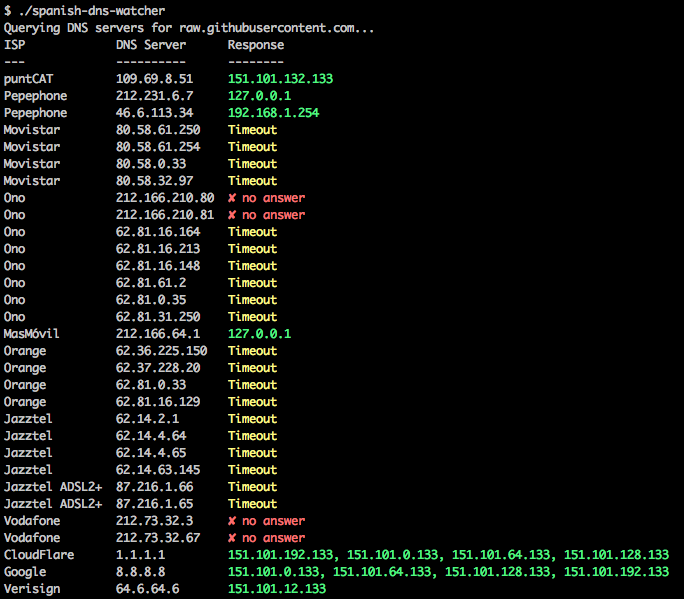 $ ./spanish-dns-watcher
Querying DNS servers for raw.githubusercontent.com...
ISP DNS Server Response
--- ---------- --------
puntCAT 109.69.8.51 151.101.132.133
Pepephone 212.231.6.7 127.0.0.1
Pepephone 46.6.113.34 192.168.1.254
Movistar 80.58.61.250 Timeout
Movistar 80.58.61.254 Timeout
Movistar 80.58.0.33 Timeout
Movistar 80.58.32.97 Timeout
Ono 212.166.210.80 ✘ no answer
Ono 212.166.210.81 ✘ no answer
Ono 62.81.16.164 Timeout
Ono 62.81.16.213 Timeout
Ono 62.81.16.148 Timeout
Ono 62.81.61.2 Timeout
Ono 62.81.0.35 Timeout
Ono 62.81.31.250 Timeout
MasMóvil 212.166.64.1 127.0.0.1
Orange 62.36.225.150 Timeout
Orange 62.37.228.20 Timeout
Orange 62.81.0.33 Timeout
Orange 62.81.16.129 Timeout
Jazztel 62.14.2.1 Timeout
Jazztel 62.14.4.64 Timeout
Jazztel 62.14.4.65 Timeout
Jazztel 62.14.63.145 Timeout
Jazztel ADSL2+ 87.216.1.66 Timeout
Jazztel ADSL2+ 87.216.1.65 Timeout
Vodafone 212.73.32.3 ✘ no answer
Vodafone 212.73.32.67 ✘ no answer
CloudFlare 1.1.1.1 151.101.192.133, 151.101.0.133, 151.101.64.133, 151.101.128.133
Google 8.8.8.8 151.101.0.133, 151.101.64.133, 151.101.128.133, 151.101.192.133
Verisign 64.6.64.6 151.101.12.133